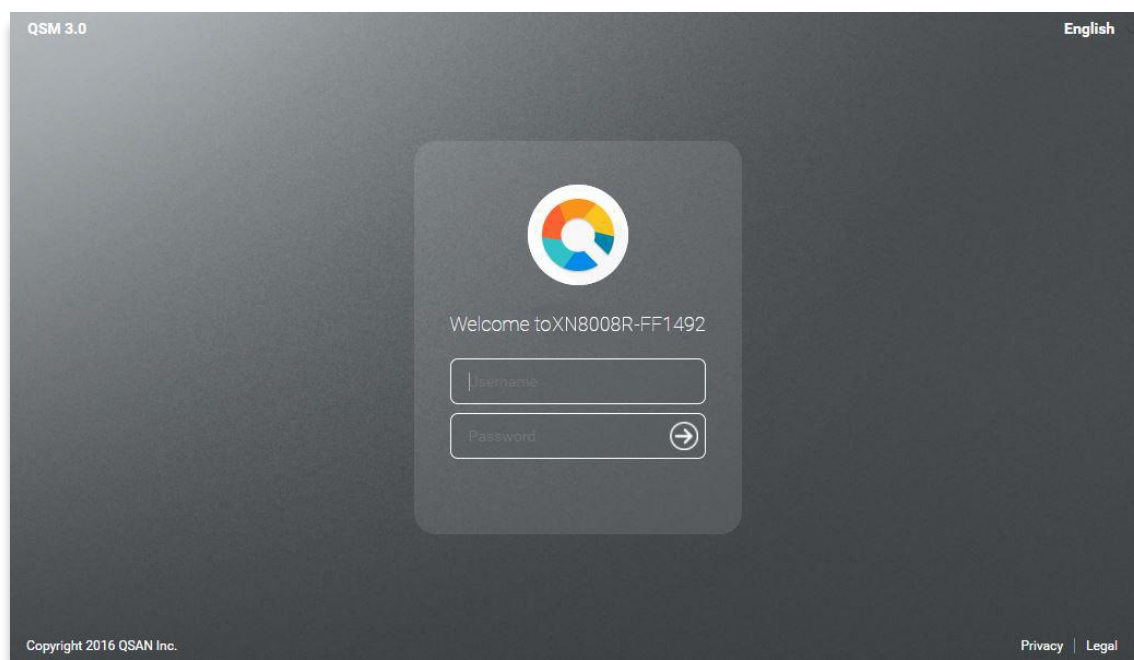 QSM 3.0
English
Welcome toXN8008R-FF1492
Username
Password
Copyright 2016 QSAN Inc.
Privacy | Legal